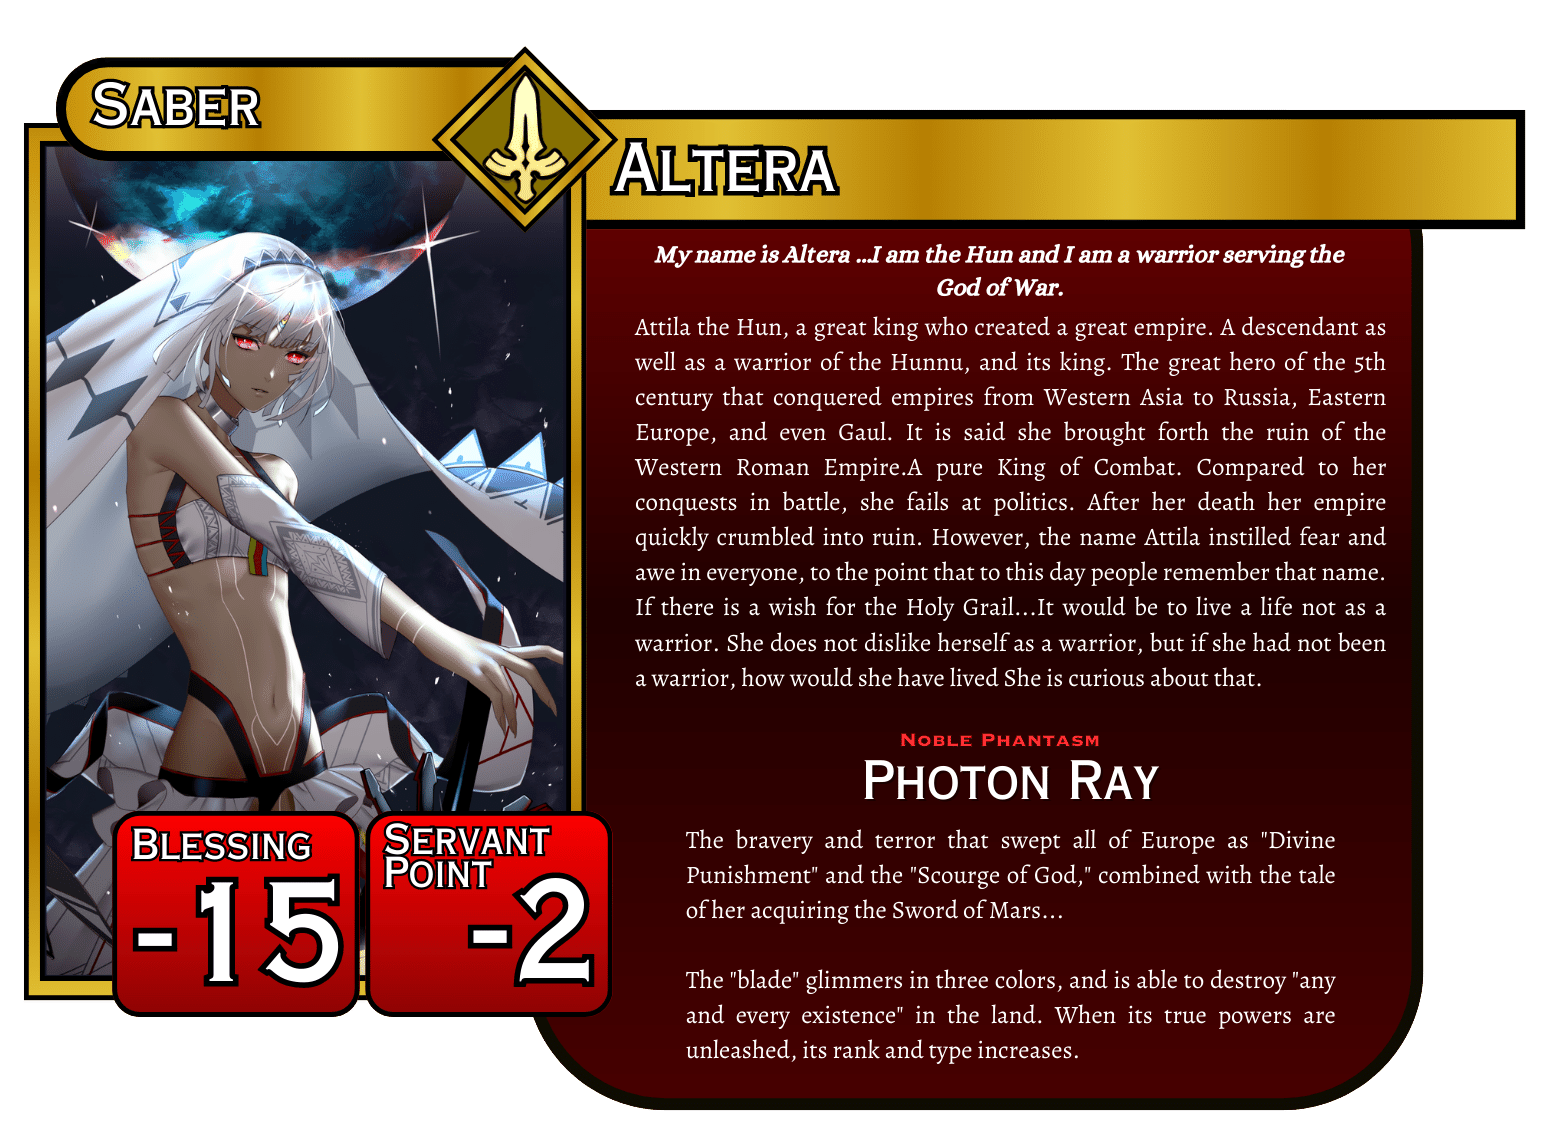 Saber
Altera
My name is Altera ...I am the Hun and I am a warrior serving the
God of War.
Attila the Hun, a great king who created a great empire. A descendant as
well as a warrior of the Hunnu, and its king. The great hero of the 5th
century that conquered empires from Western Asia to Russia, Eastern
Europe, and even Gaul. It is said she brought forth the ruin of the
Western Roman Empire.A pure King of Combat. Compared to her
conquests in battle, she fails at politics. After her death her empire
quickly crumbled into ruin. However, the name Attila instilled fear and
awe in everyone, to the point that to this day people remember that name.
If there is a wish for the Holy Grail...It would be to live a life not as a
warrior. She does not dislike herself as a warrior, but if she had not been
a warrior, how would she have lived She is curious about that.
Noble Phantasm
Photon Ray
The bravery and terror that swept all of Europe as "Divine
Punishment" and the "Scourge of God," combined with the tale
of her acquiring the Sword of Mars...
The "blade" glimmers in three colors, and is able to destroy "any
and every existence" in the land. When its true powers are
unleashed, its rank and type increases.
Blessing
-15
Servant
Point
-2